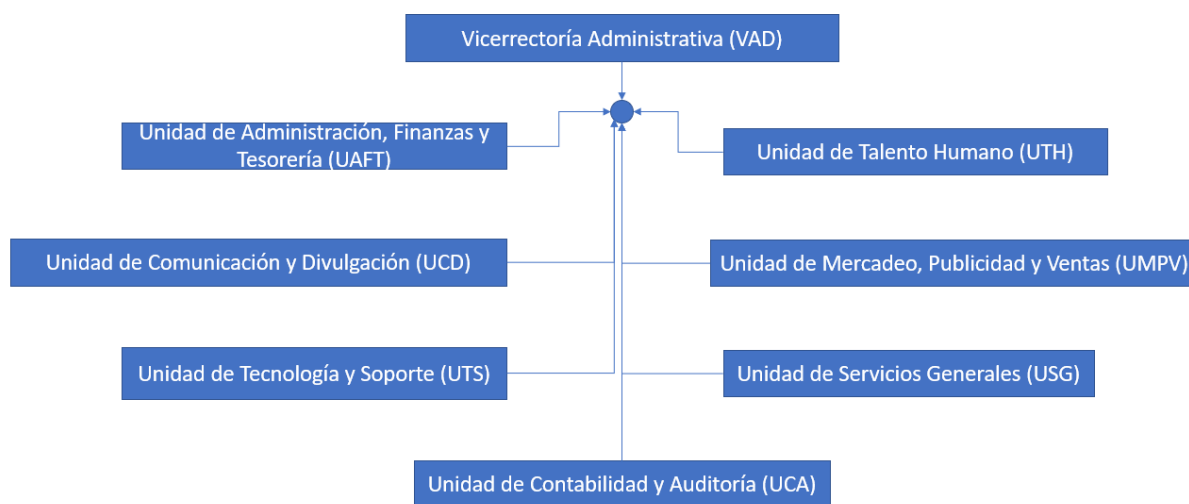 Vicerrectoría Administrativa (VAD)
Unidad de Administración, Finanzas y
Tesorería (UAFT)
Unidad de Talento Humano (UTH)
Unidad de Comunicación y Divulgación (UCD)
Unidad de Mercadeo, Publicidad y Ventas (UMPV)
Unidad de Tecnología y Soporte (UTS)
Unidad de Servicios Generales (USG)
Unidad de Contabilidad y Auditoría (UCA)